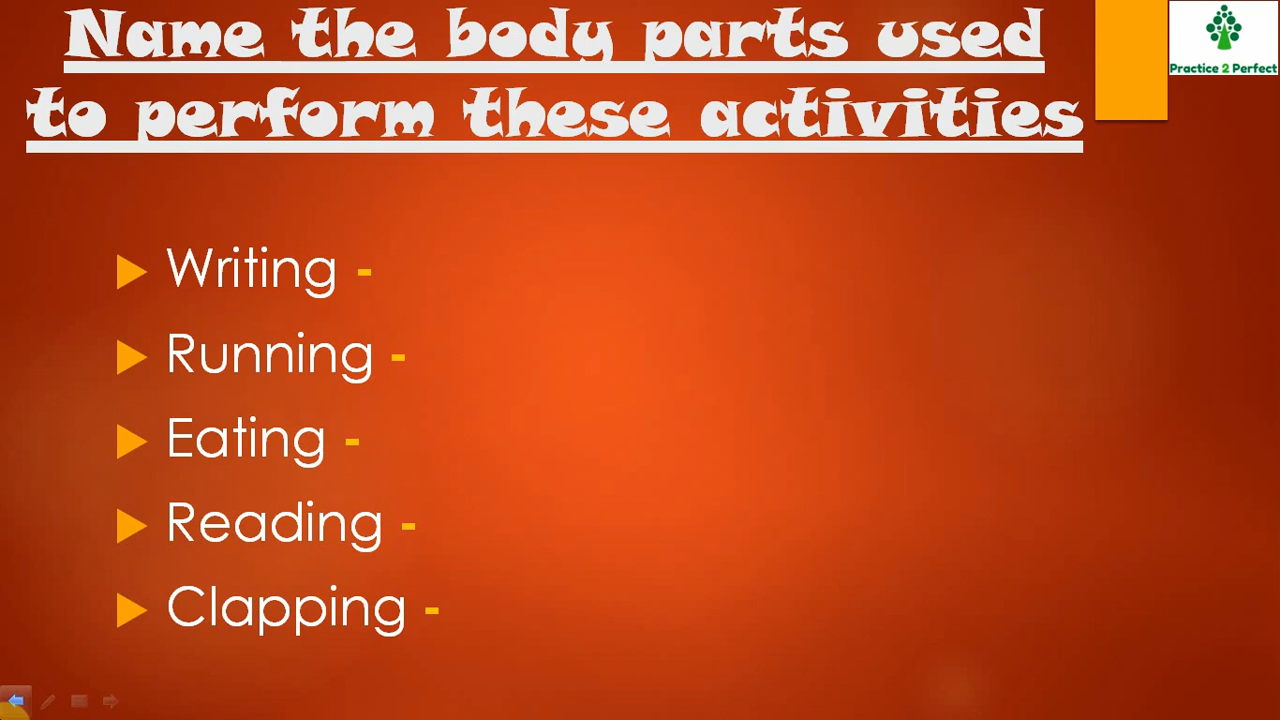 Name the body parts used
to perform these activities
Practice 2 Perfect
Writing -
Running -
Eating -
Reading -
Clapping -